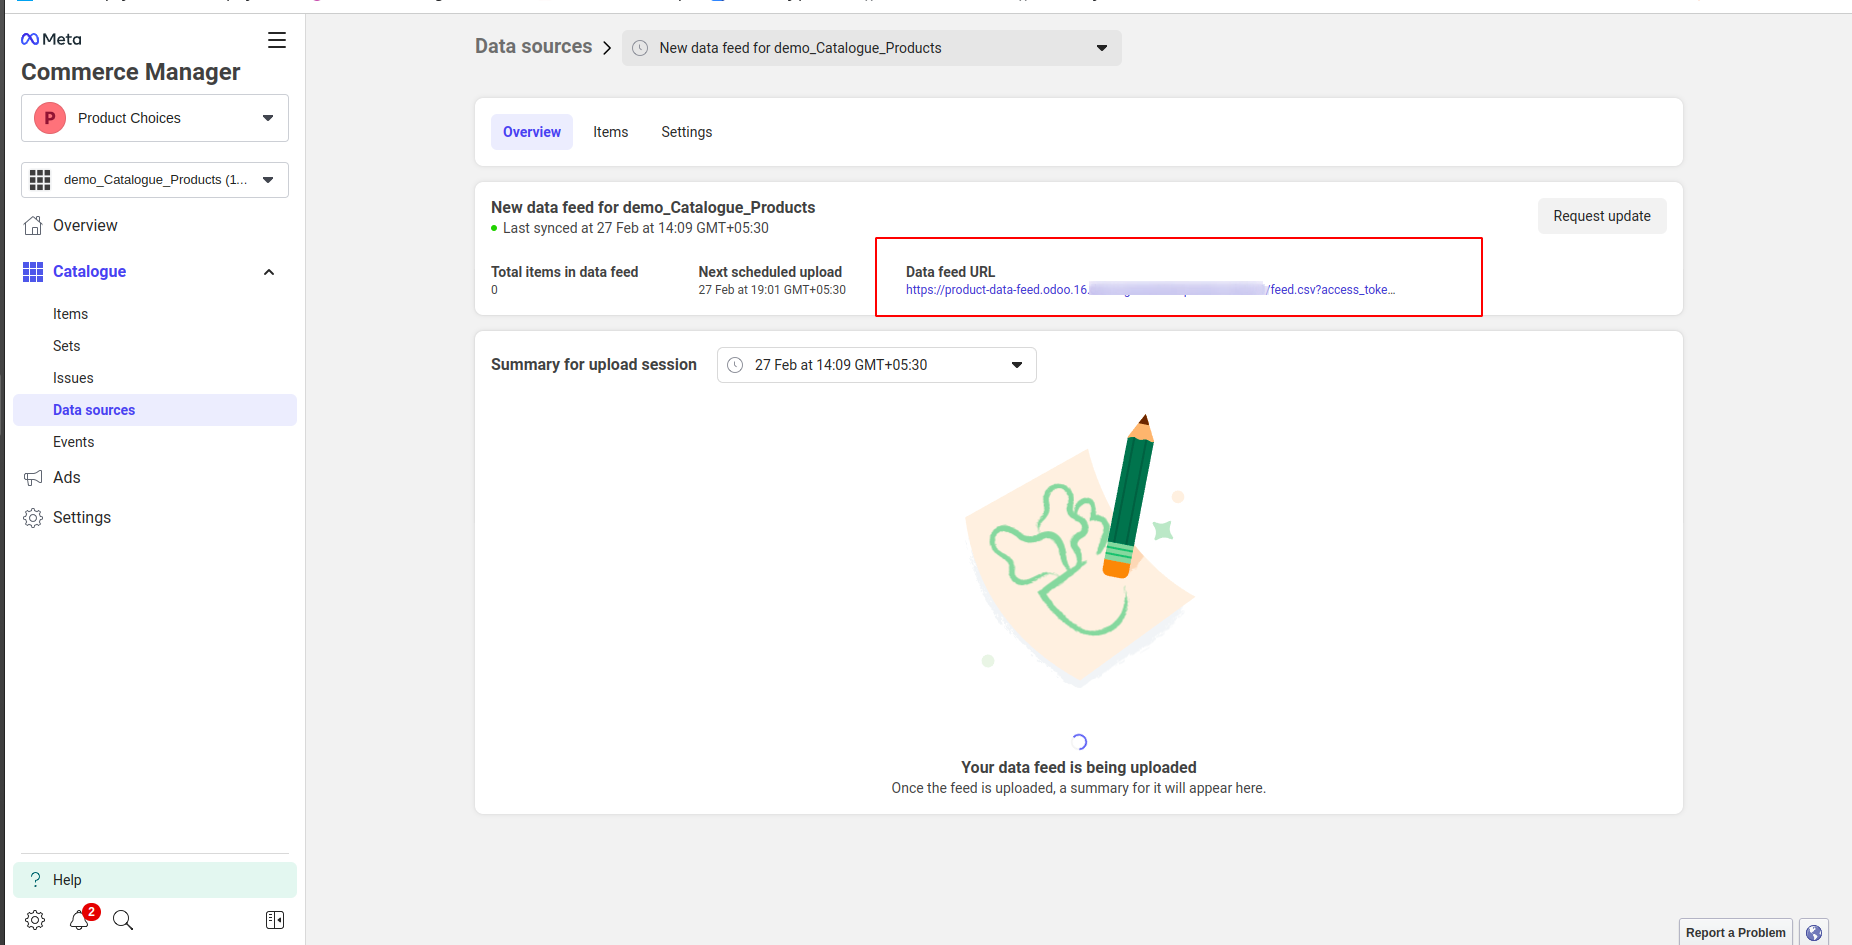 Meta
Commerce Manager
P Product Choices
demo_Catalogue_Products (1...
Overview
Catalogue
Items
Sets
Issues
Data sources
Events
Ads
Settings
? Help
2
Data sources > New data feed for demo_Catalogue_Products
Overview Items Settings
New data feed for demo_Catalogue_Products
Last synced at 27 Feb at 14:09 GMT+05:30
Request update
Total items in data feed
0
Next scheduled upload
27 Feb at 19:01 GMT+05:30
Data feed URL
https://product-data-feed.odoo.16. /feed.csv?access_toke...
Summary for upload session 27 Feb at 14:09 GMT+05:30
Your data feed is being uploaded
Once the feed is uploaded, a summary for it will appear here.
Report a Problem